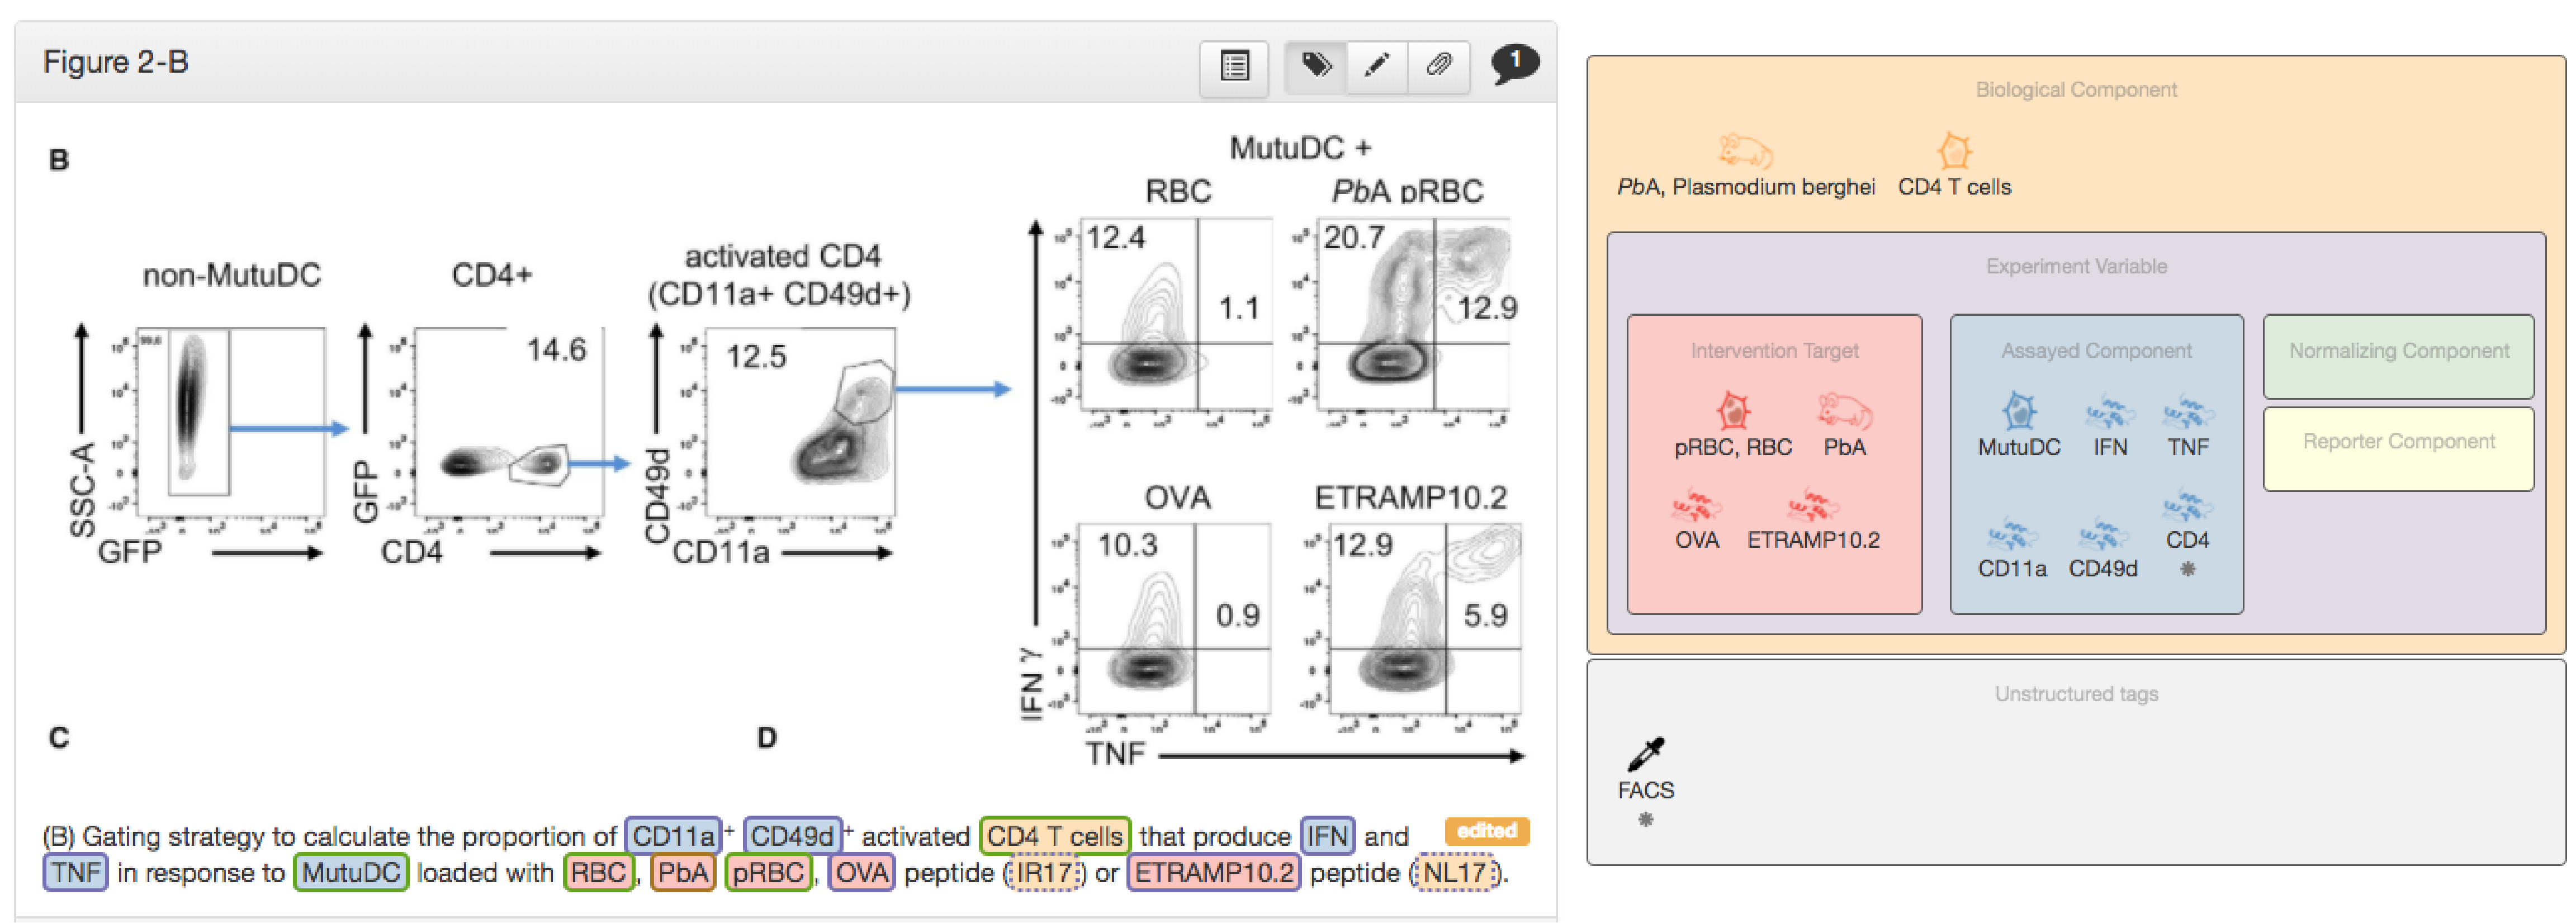 Figure 2-B
1
B
MutuDC +
RBC
PbA pRBC
non-MutuDC
CD4+
activated CD4
(CD11a+ CD49d+)
12.4
1.1
20.7
12.9
99.6
14.6
12.5
SSC-A
GFP
GFP
CD4
CD49d
CD11a
OVA
ETRAMP10.2
10.3
0.9
12.9
5.9
IFN γ
TNF
C
D
(B) Gating strategy to calculate the proportion of CD11a+ CD49d+ activated CD4 T cells that produce IFN and
edited
TNF in response to MutuDC loaded with RBC, PbA pRBC, OVA peptide (IR17) or ETRAMP10.2 peptide (NL17).
Biological Component
PbA, Plasmodium berghei
CD4 T cells
Experiment Variable
Intervention Target
pRBC, RBC
PbA
OVA
ETRAMP10.2
Assayed Component
MutuDC
IFN
TNF
CD11a
CD49d
CD4
Normalizing Component
Reporter Component
Unstructured tags
FACS